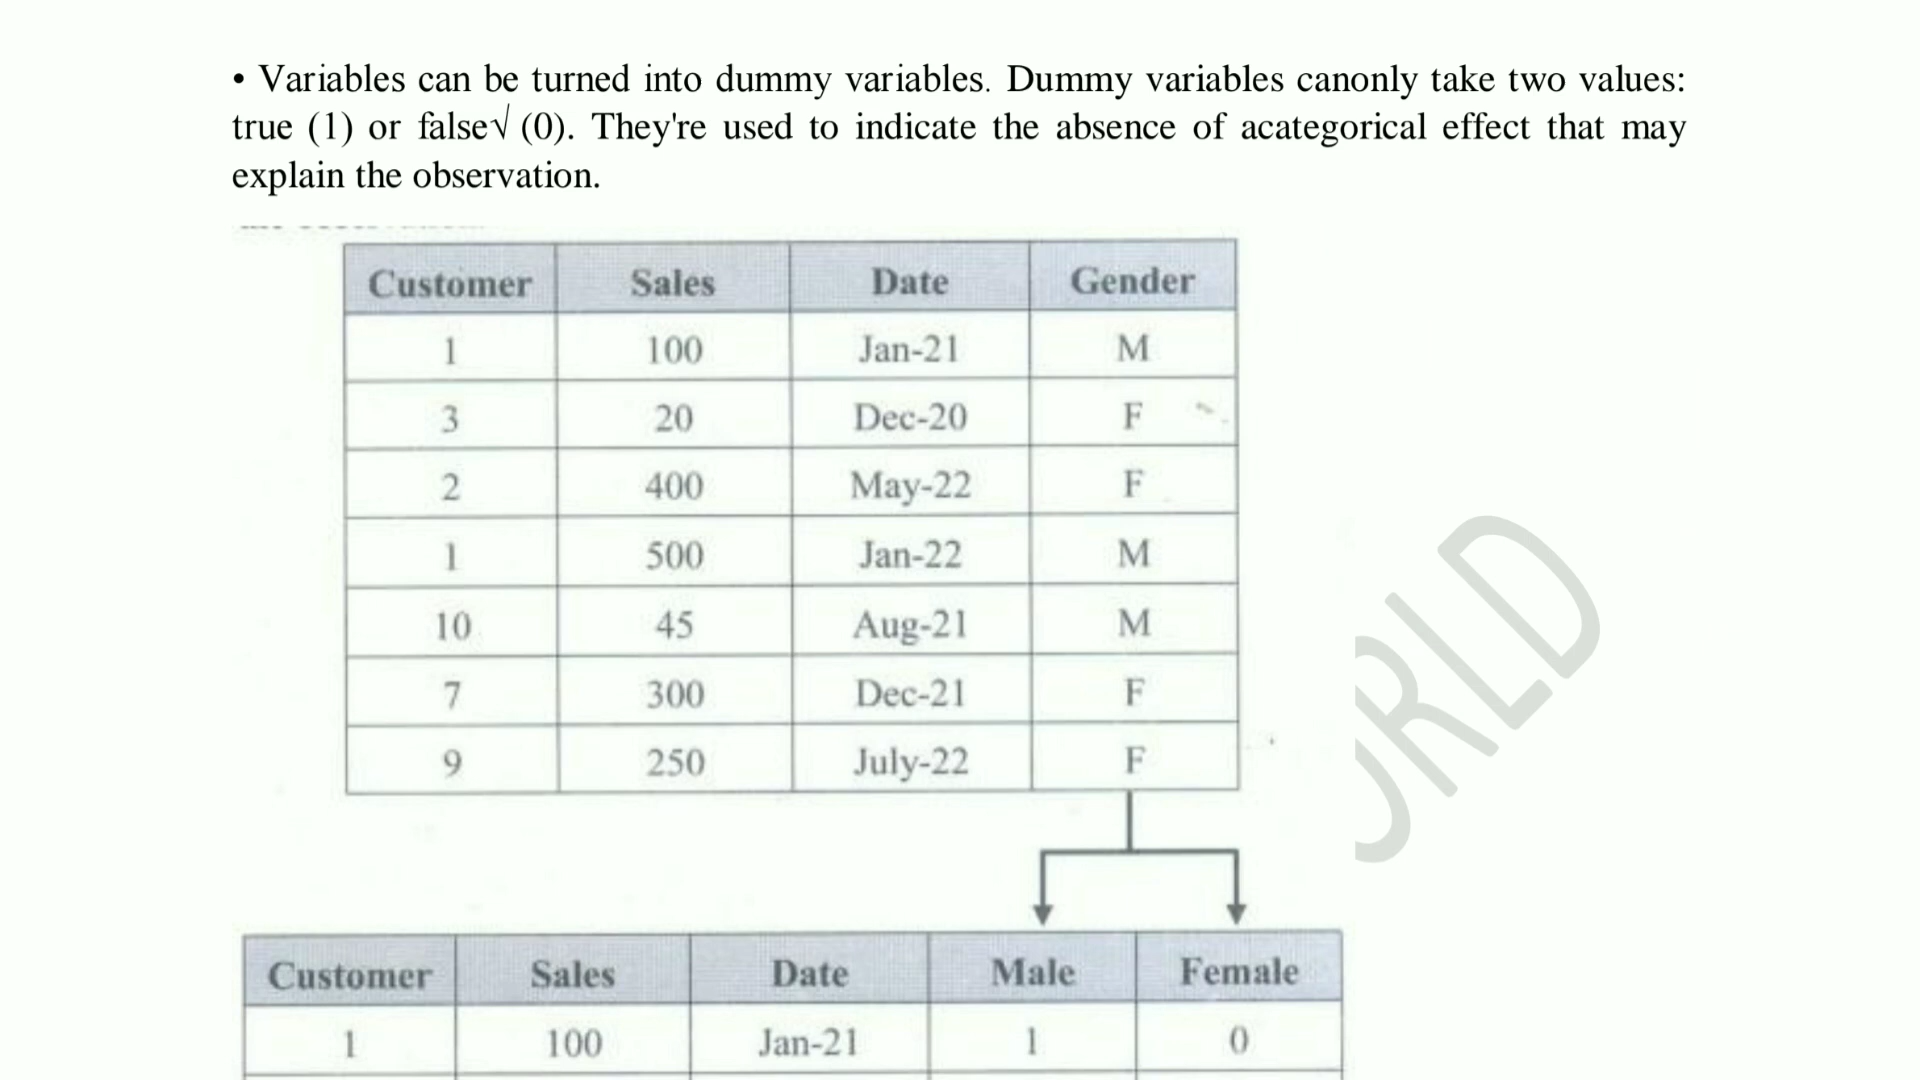 • Variables can be turned into dummy variables. Dummy variables canonly take two values:
true (1) or false√ (0). They're used to indicate the absence of acategorical effect that may
explain the observation.
Customer Sales Date Gender
1 100 Jan-21 M
3 20 Dec-20 F
2 400 May-22 F
1 500 Jan-22 M
10 45 Aug-21 M
7 300 Dec-21 F
9 250 July-22 F
Customer Sales Date Male Female
1 100 Jan-21 1 0